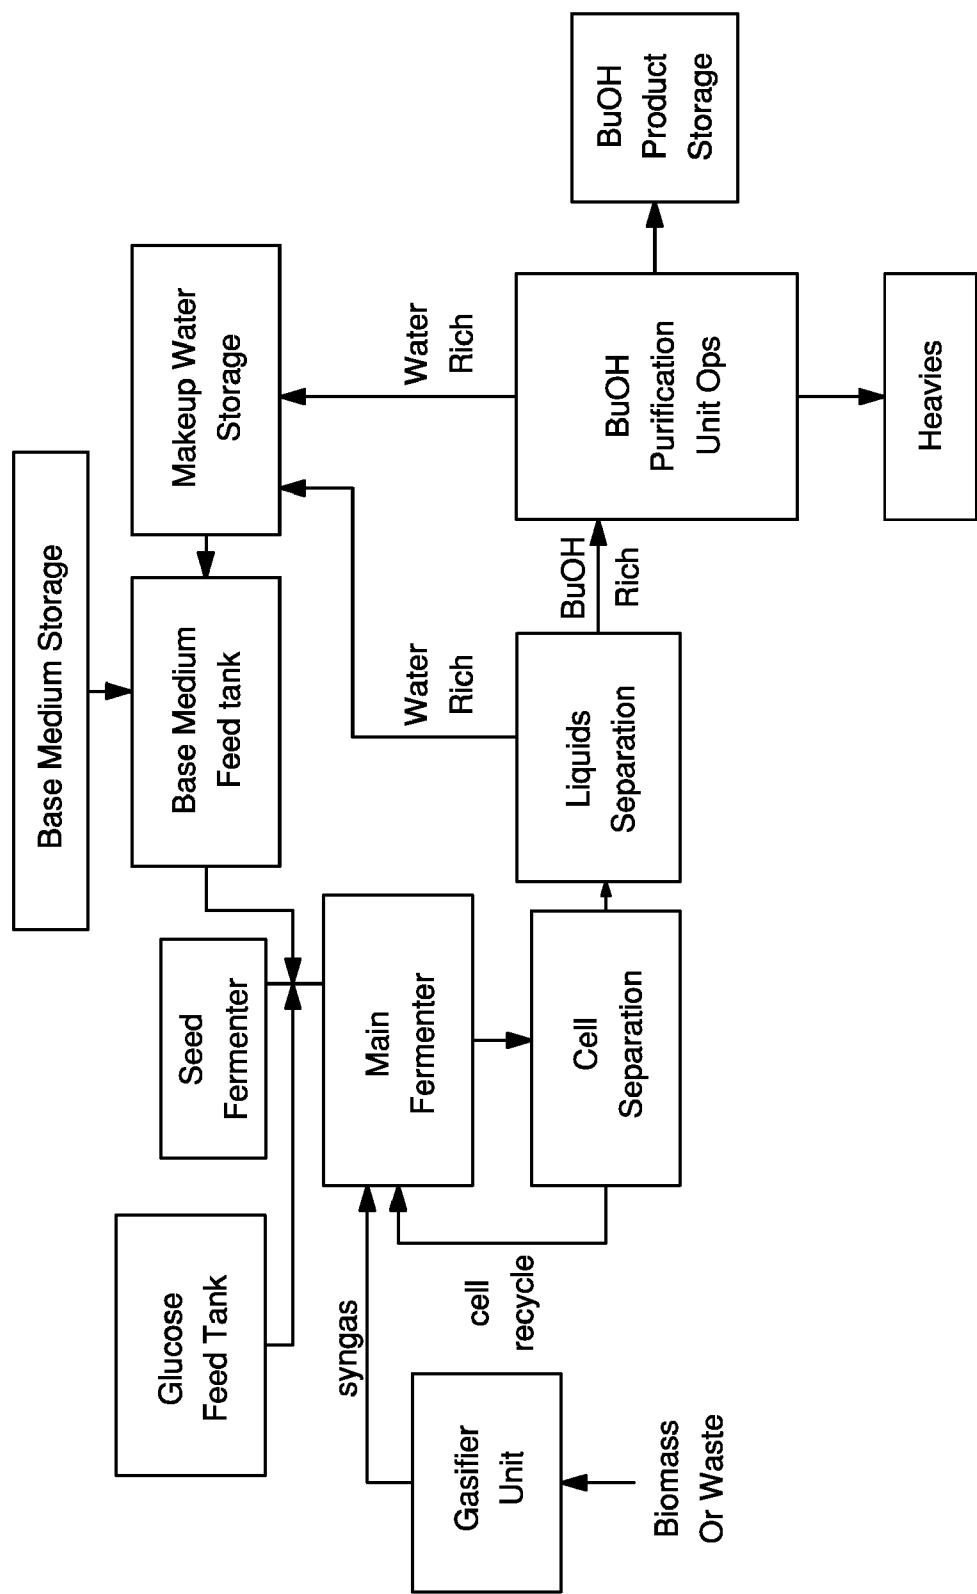 Base Medium Storage
Glucose
Feed Tank
Seed
Fermenter
Base Medium
Feed tank
Makeup Water
Storage
syngas
Main
Fermenter
Water
Rich
Water
Rich
Gasifier
Unit
cell
recycle
Cell
Separation
Liquids
Separation
BuOH
Rich
BuOH
Purification
Unit Ops
BuOH
Product
Storage
Biomass
Or Waste
Heavies